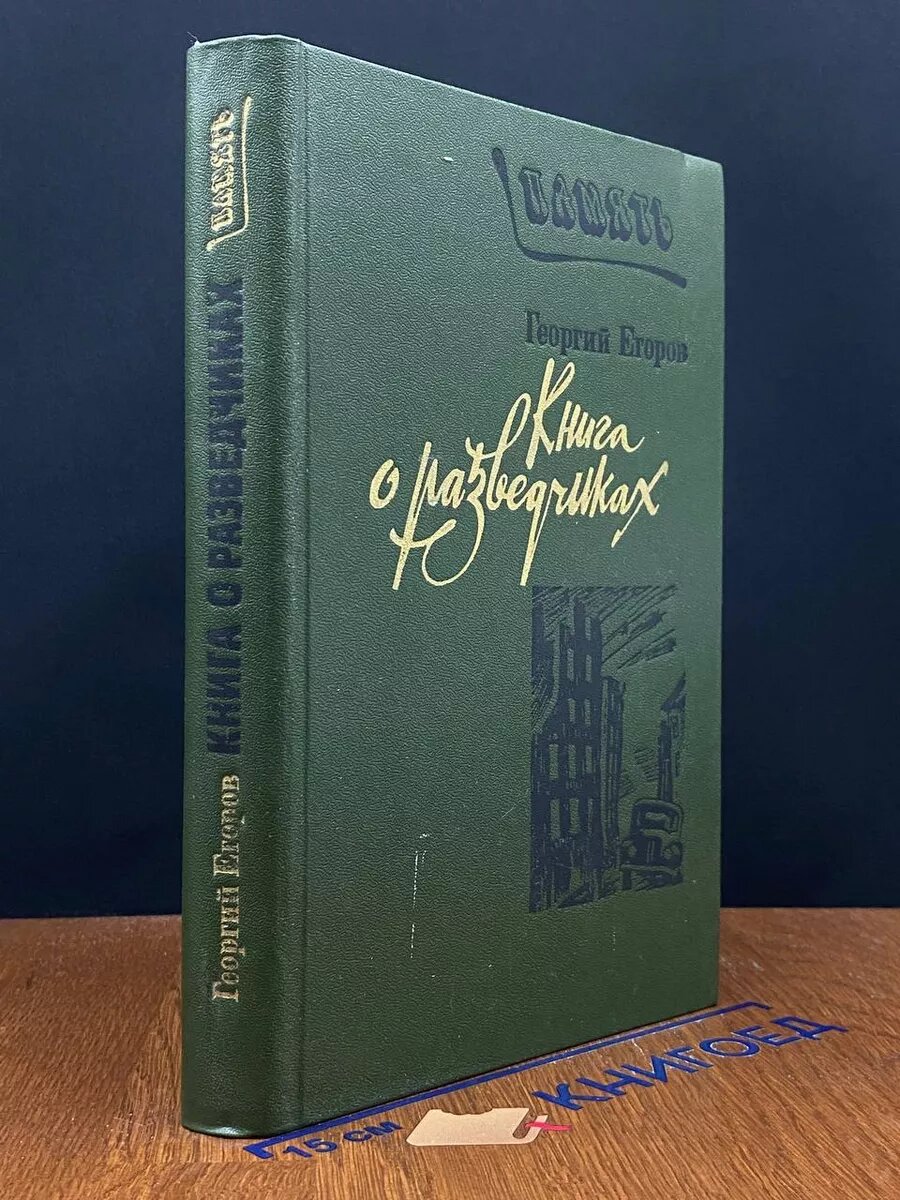 ПАМЯТЬ
Георгий Егоров
Книга
о разведчиках
Георгий Егоров КНИГА О РАЗВЕДЧИКАХ ПАМЯТЬ
15 см КНИГОЕД